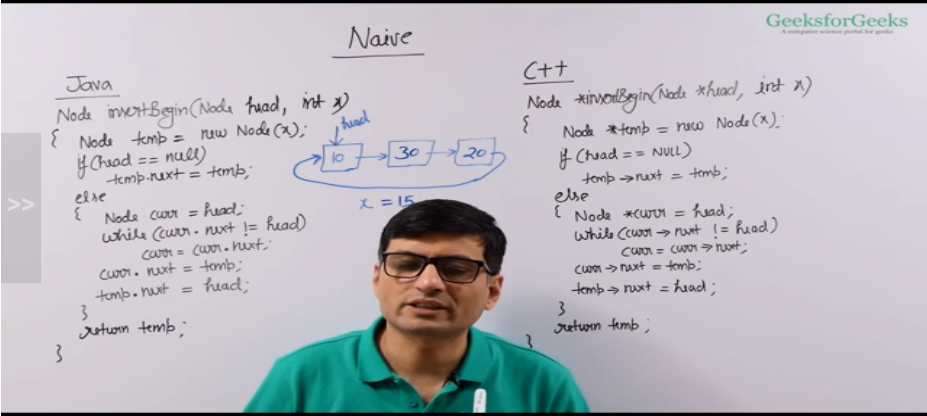 GeeksforGeeks
A computer science portal for geeks
Naive
Java
Node insertBegin(Node head, int x)
{ Node temp = new Node(x);
if (head == null)
temp.next = temp;
else
{ Node curr = head;
while (curr.next != head)
curr = curr.next;
curr.next = temp;
temp.next = head;
}
return temp;
}
head
10 30 20
x = 15
C++
Node *insertBegin(Node *head, int x)
{ Node *temp = new Node(x);
if (head == NULL)
temp→next = temp;
else
{ Node *curr = head;
while(curr→next != head)
curr = curr→next;
curr→next = temp;
temp→next = head;
}
return temp;
}
>>